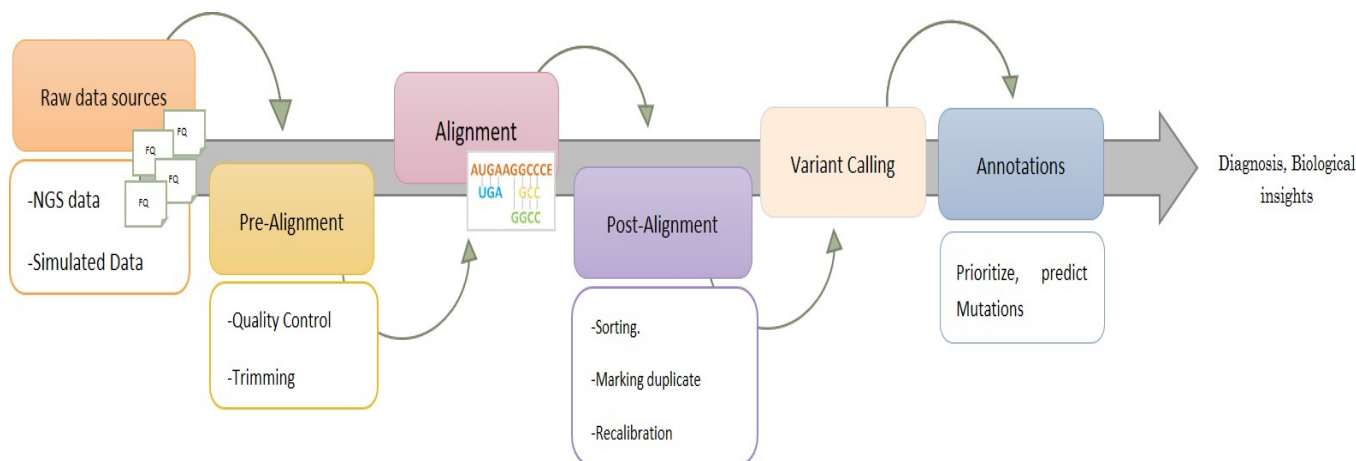 Raw data sources
FQ
FQ
FQ
FQ
-NGS data
-Simulated Data
Pre-Alignment
-Quality Control
-Trimming
Alignment
AUGAAGGCCCE
UGA GCC
GGCC
Post-Alignment
-Sorting.
-Marking duplicate
-Recalibration
Variant Calling
Annotations
Prioritize, predict
Mutations
Diagnosis, Biological
insights